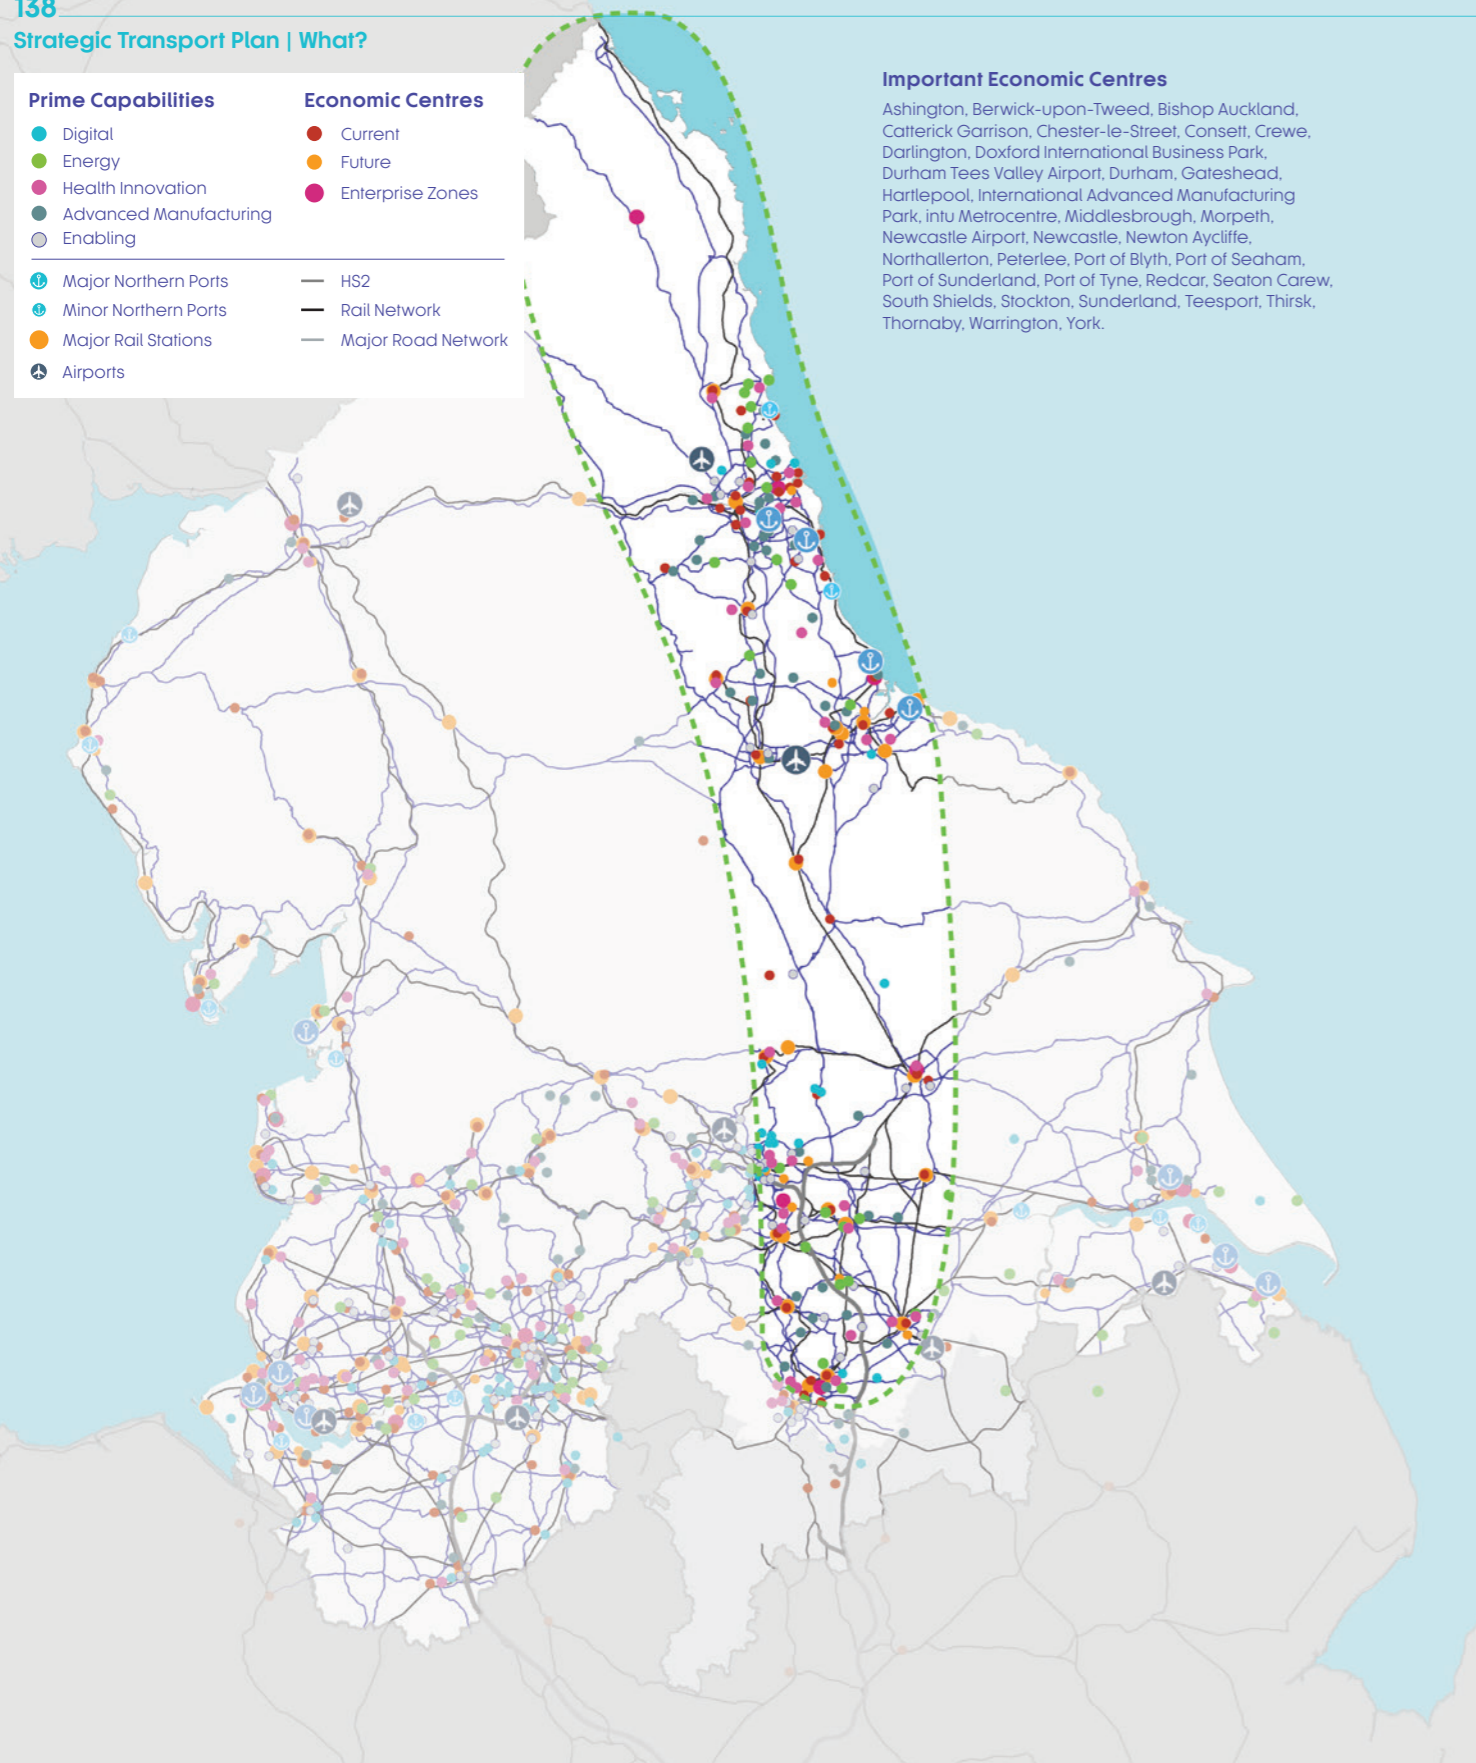 138
Strategic Transport Plan | What?
Prime Capabilities
Digital
Energy
Health Innovation
Advanced Manufacturing
Enabling
Economic Centres
Current
Future
Enterprise Zones
Major Northern Ports
Minor Northern Ports
Major Rail Stations
Airports
HS2
Rail Network
Major Road Network
Important Economic Centres
Ashington, Berwick-upon-Tweed, Bishop Auckland,
Catterick Garrison, Chester-le-Street, Consett, Crewe,
Darlington, Doxford International Business Park,
Durham Tees Valley Airport, Durham, Gateshead,
Hartlepool, International Advanced Manufacturing
Park, intu Metrocentre, Middlesbrough, Morpeth,
Newcastle Airport, Newcastle, Newton Aycliffe,
Northallerton, Peterlee, Port of Blyth, Port of Seaham,
Port of Sunderland, Port of Tyne, Redcar, Seaton Carew,
South Shields, Stockton, Sunderland, Teesport, Thirsk,
Thornaby, Warrington, York.